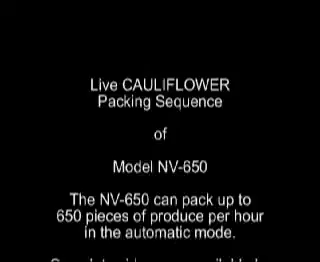 Live CAULIFLOWER
Packing Sequence
of
Model NV-650
The NV-650 can pack up to
650 pieces of produce per hour
in the automatic mode.